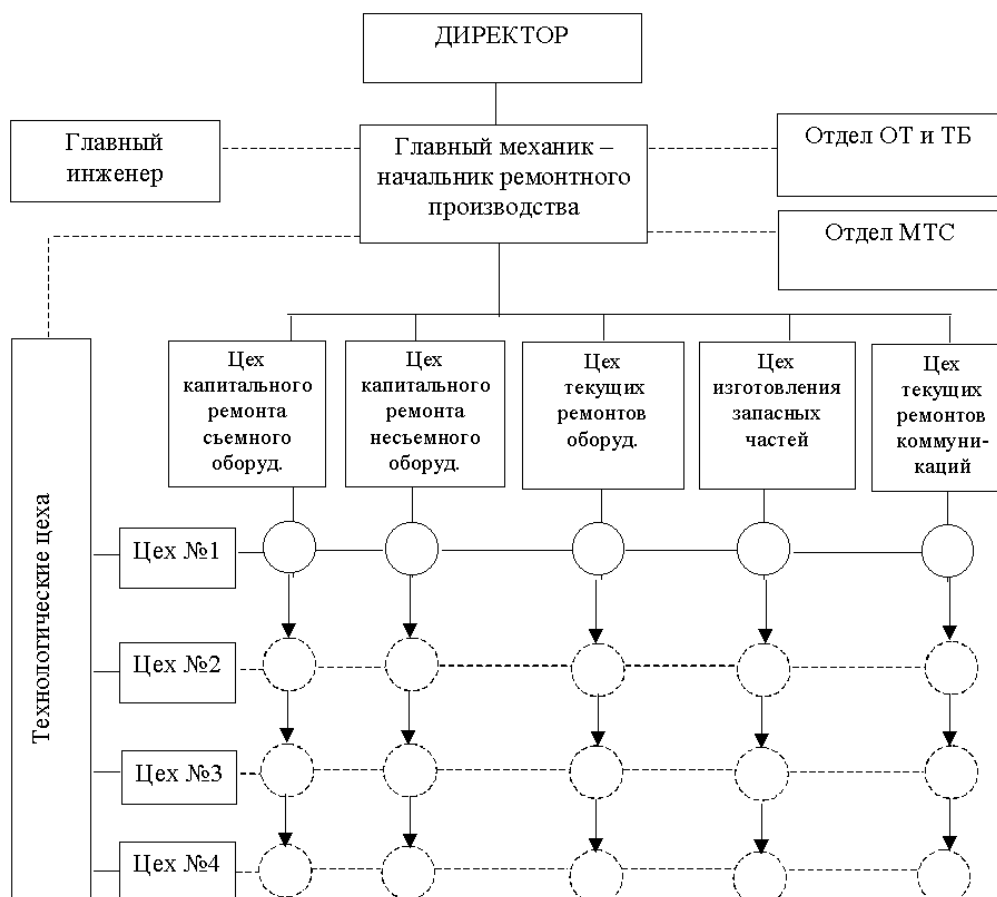 ДИРЕКТОР
Главный
инженер
Главный механик –
начальник ремонтного
производства
Отдел ОТ и ТБ
Отдел МТС
Технологические цеха
Цех
капитального
ремонта
сьемного
оборуд.
Цех
капитального
ремонта
несьемного
оборуд.
Цех
текущих
ремонтов
оборуд.
Цех
изготовления
запасных
частей
Цех
текущих
ремонтов
коммуни-
каций
Цех №1
Цех №2
Цех №3
Цех №4